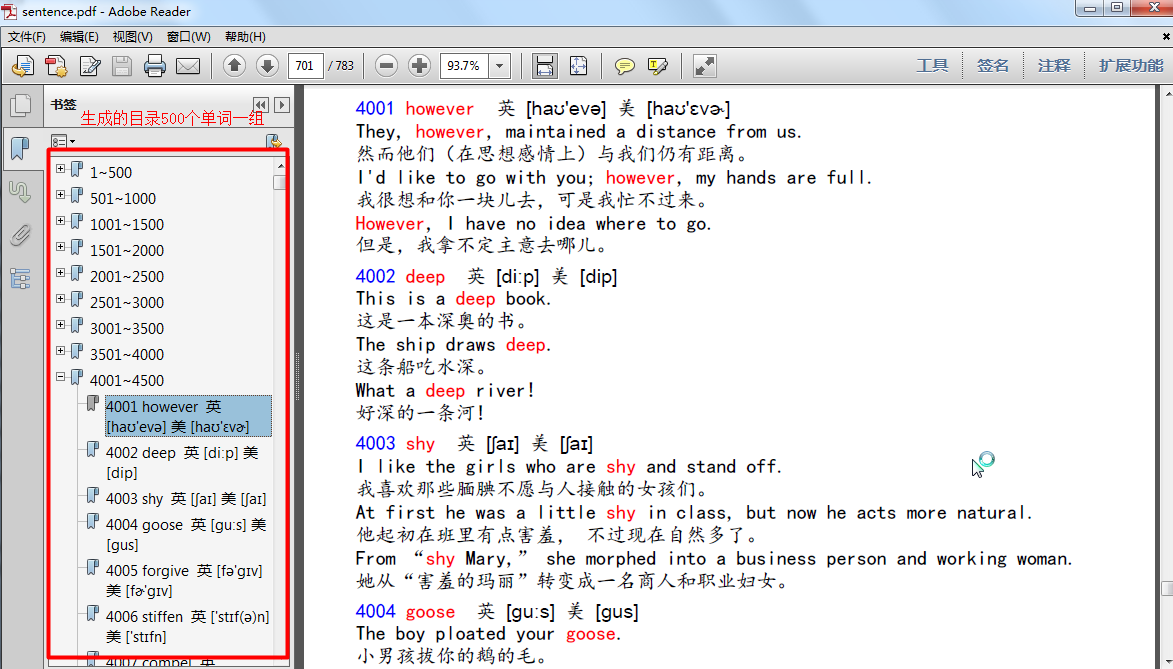 sentence.pdf - Adobe Reader
文件(F) 编辑(E) 视图(V) 窗口(W) 帮助(H)
701 / 783 93.7% 工具 签名 注释 扩展功能
书签
生成的目录500个单词一组
1~500
501~1000
1001~1500
1501~2000
2001~2500
2501~3000
3001~3500
3501~4000
4001~4500
4001 however 英
[haʊ'evə] 美 [haʊ'ɛvɚ]
4002 deep 英 [diːp] 美
[dip]
4003 shy 英 [ʃaɪ] 美 [ʃaɪ]
4004 goose 英 [guːs] 美
[gus]
4005 forgive 英 [fə'gɪv]
美 [fɚ'gɪv]
4006 stiffen 英 ['stɪf(ə)n]
美 ['stɪfn]
4007 compel 英
4001 however 英 [haʊ'evə] 美 [haʊ'ɛvɚ]
They, however, maintained a distance from us.
然而他们（在思想感情上）与我们仍有距离。
I'd like to go with you; however, my hands are full.
我很想和你一块儿去，可是我忙不过来。
However, I have no idea where to go.
但是，我拿不定主意去哪儿。
4002 deep 英 [diːp] 美 [dip]
This is a deep book.
这是一本深奥的书。
The ship draws deep.
这条船吃水深。
What a deep river!
好深的一条河！
4003 shy 英 [ʃaɪ] 美 [ʃaɪ]
I like the girls who are shy and stand off.
我喜欢那些腼腆不愿与人接触的女孩们。
At first he was a little shy in class, but now he acts more natural.
他起初在班里有点害羞， 不过现在自然多了。
From “shy Mary,” she morphed into a business person and working woman.
她从“害羞的玛丽”转变成一名商人和职业妇女。
4004 goose 英 [guːs] 美 [gus]
The boy ploated your goose.
小男孩拔你的鹅的毛。